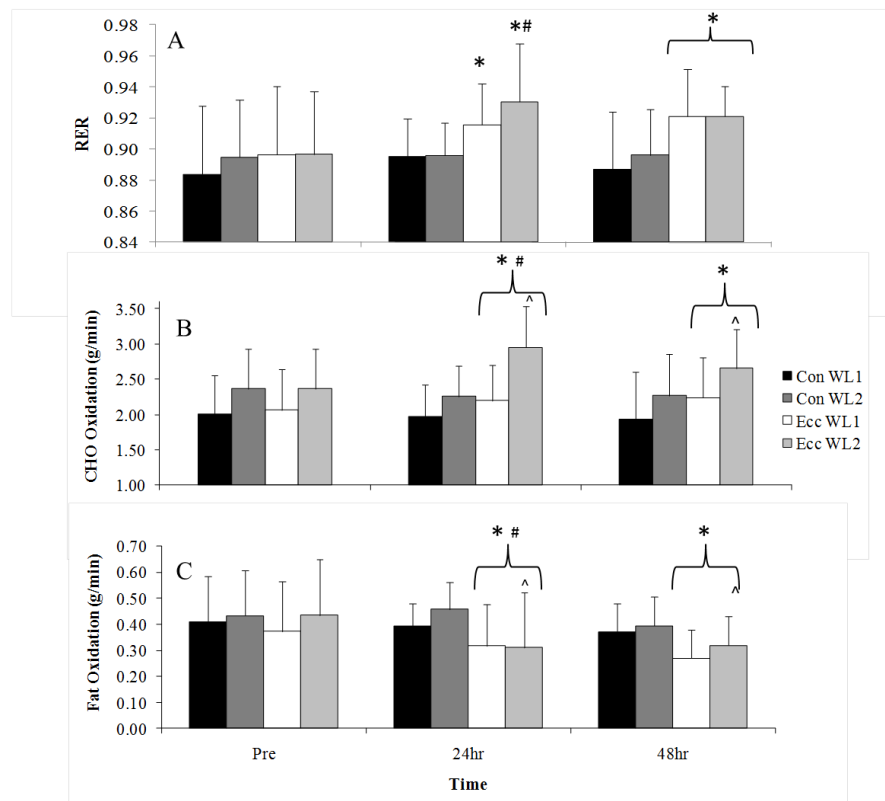 A
RER
0.98
0.96
0.94
0.92
0.90
0.88
0.86
0.84
*
*#
*
B
CHO Oxidation (g/min)
3.50
3.00
2.50
2.00
1.50
1.00
* #
^
*
^
Con WL1
Con WL2
Ecc WL1
Ecc WL2
C
Fat Oxidation (g/min)
0.70
0.60
0.50
0.40
0.30
0.20
0.10
0.00
* #
^
*
^
Pre 24hr 48hr
Time